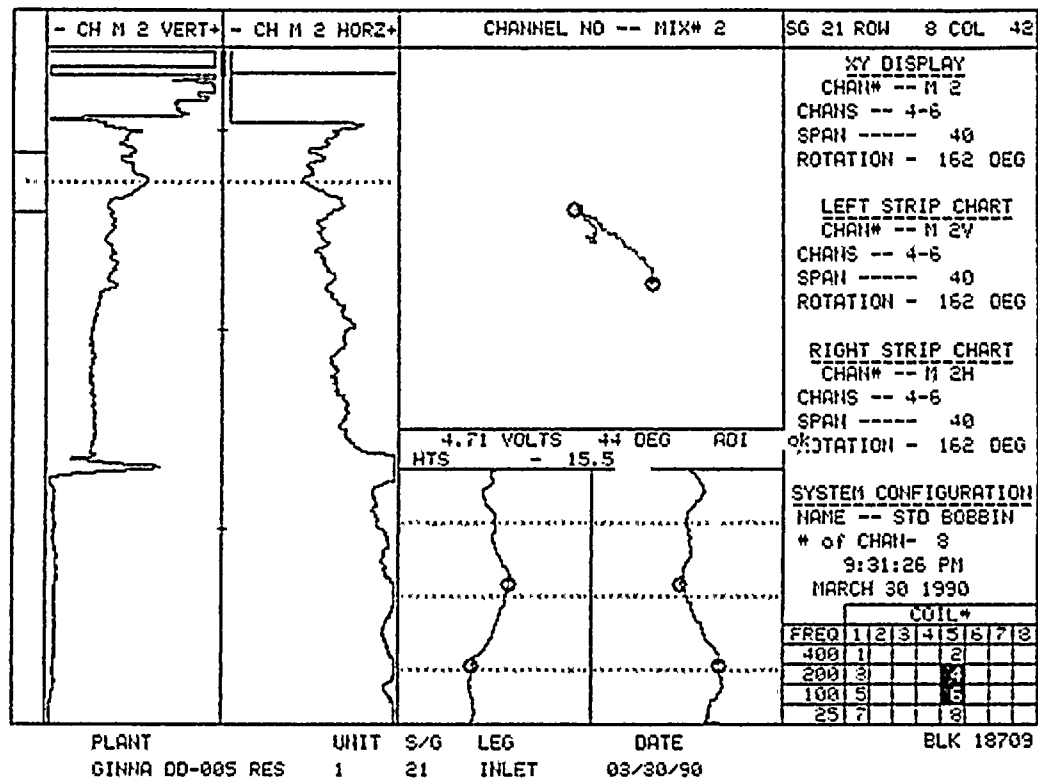 - CH M 2 VERT+
- CH M 2 HORZ+
CHANNEL NO -- MIX# 2
SG 21 ROW 8 COL 42
XY DISPLAY
CHAN# -- M 2
CHANS -- 4-6
SPAN ----- 40
ROTATION - 162 DEG
LEFT STRIP CHART
CHAN# -- M 2V
CHANS -- 4-6
SPAN ----- 40
ROTATION - 162 DEG
RIGHT STRIP CHART
CHAN# -- M 2H
CHANS -- 4-6
SPAN ----- 40
ROTATION - 162 DEG
4.71 VOLTS 44 DEG ADI ok
HTS - 15.5
SYSTEM CONFIGURATION
NAME -- STD BOBBIN
# of CHAN- 8
9:31:26 PM
MARCH 30 1990
COIL#
FREQ 1 2 3 4 5 6 7 8
400 1 2
200 3 4
100 5 6
25 7 8
PLANT UNIT S/G LEG DATE BLK 18709
GINNA DD-005 RES 1 21 INLET 03/30/90